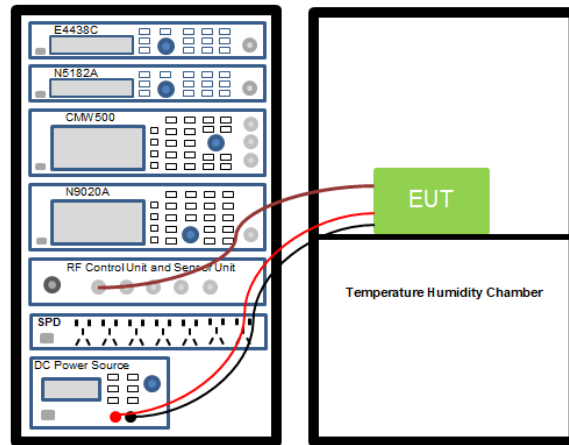 E4438C
N5182A
CMW500
N9020A
EUT
RF Control Unit and Sensor Unit
Temperature Humidity Chamber
SPD
DC Power Source